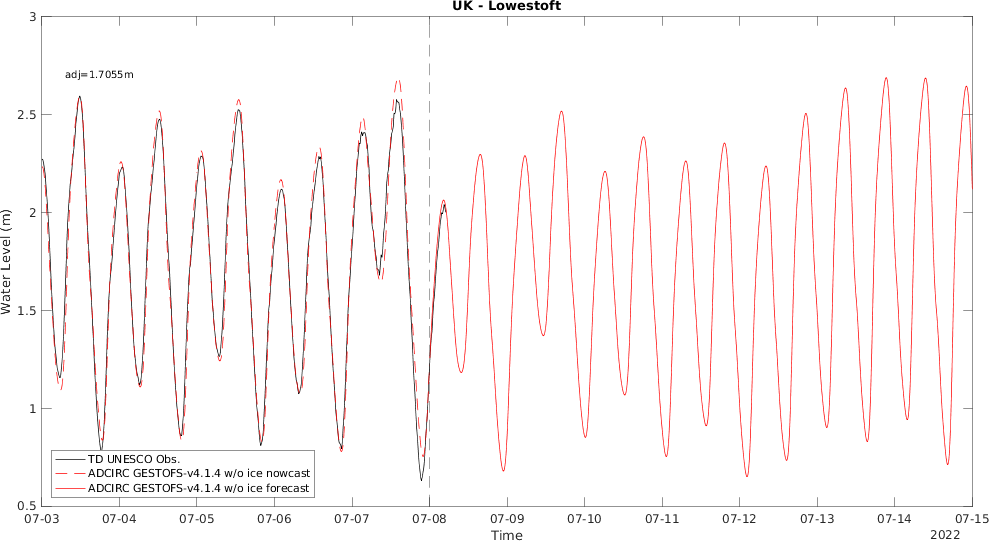 UK - Lowestoft
adj=1.7055m
Water Level (m)
3
2.5
2
1.5
1
0.5
TD UNESCO Obs.
ADCIRC GESTOFS-v4.1.4 w/o ice nowcast
ADCIRC GESTOFS-v4.1.4 w/o ice forecast
07-03 07-04 07-05 07-06 07-07 07-08 07-09 07-10 07-11 07-12 07-13 07-14 07-15
Time
2022